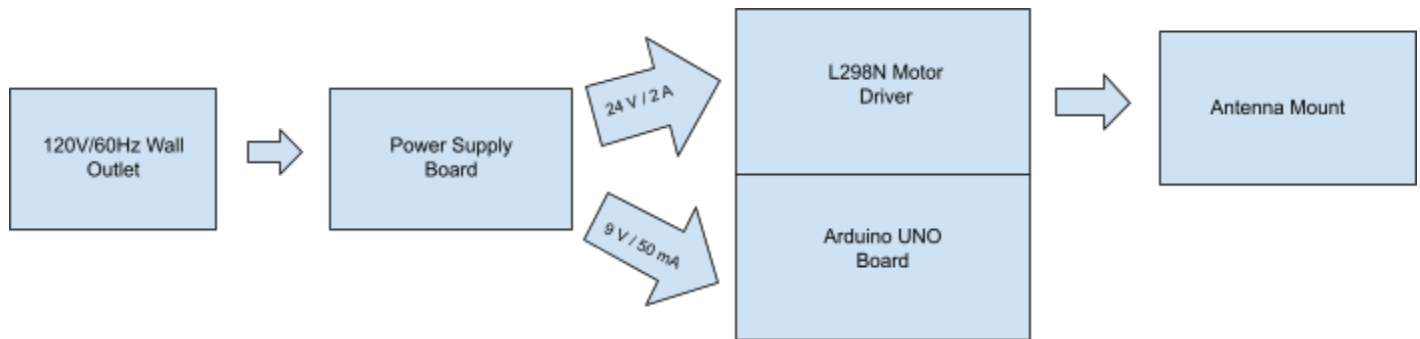 120V/60Hz Wall
Outlet
Power Supply
Board
24 V / 2 A
9 V / 50 mA
L298N Motor
Driver
Arduino UNO
Board
Antenna Mount